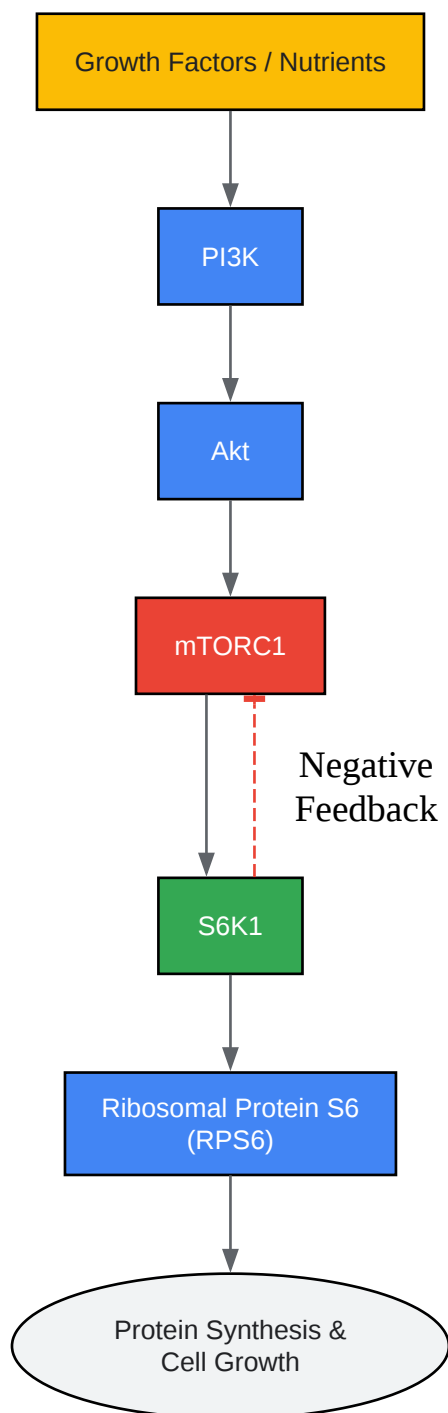 Growth Factors / Nutrients
PI3K
Akt
mTORC1
Negative
Feedback
S6K1
Ribosomal Protein S6
(RPS6)
Protein Synthesis &
Cell Growth